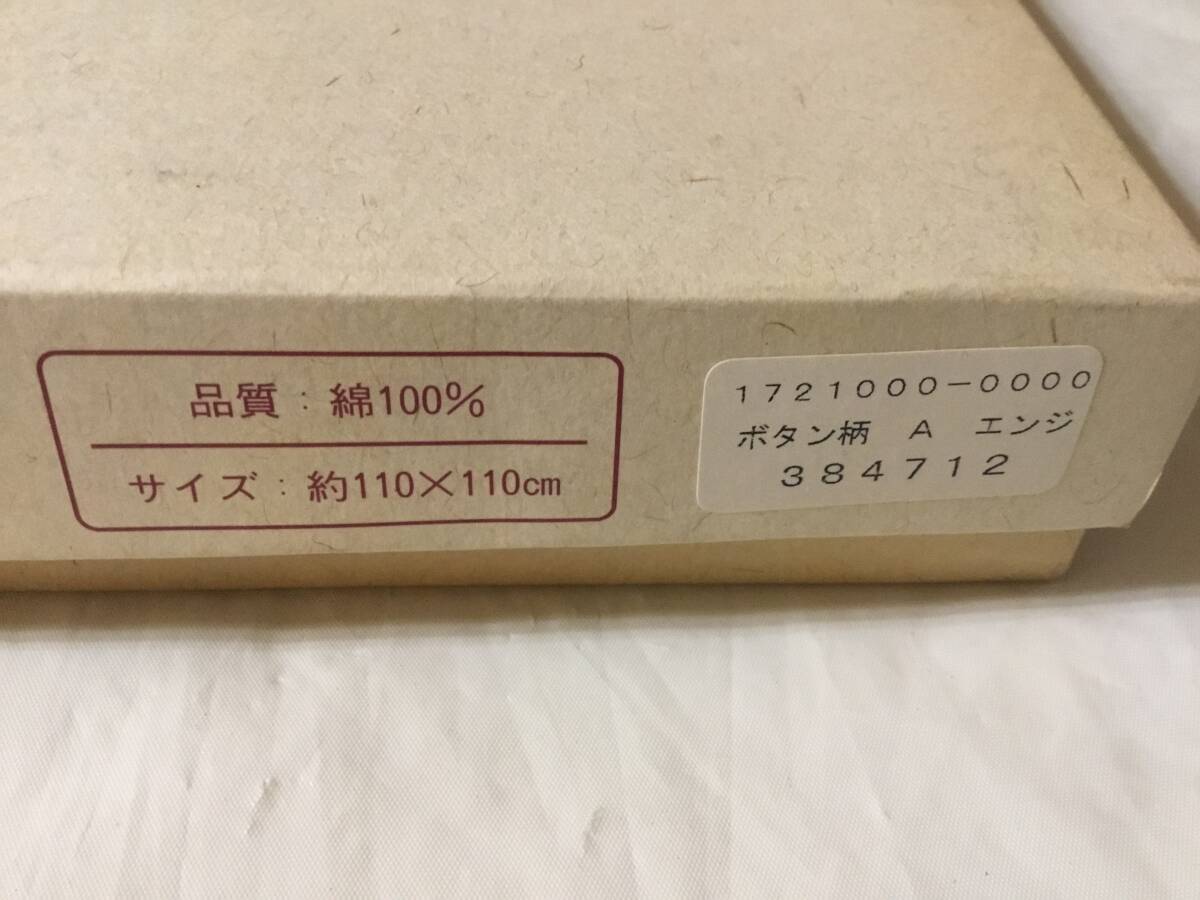 品質：綿100%
サイズ：約110×110cm
1721000-0000
ボタン柄　A　エンジ
384712